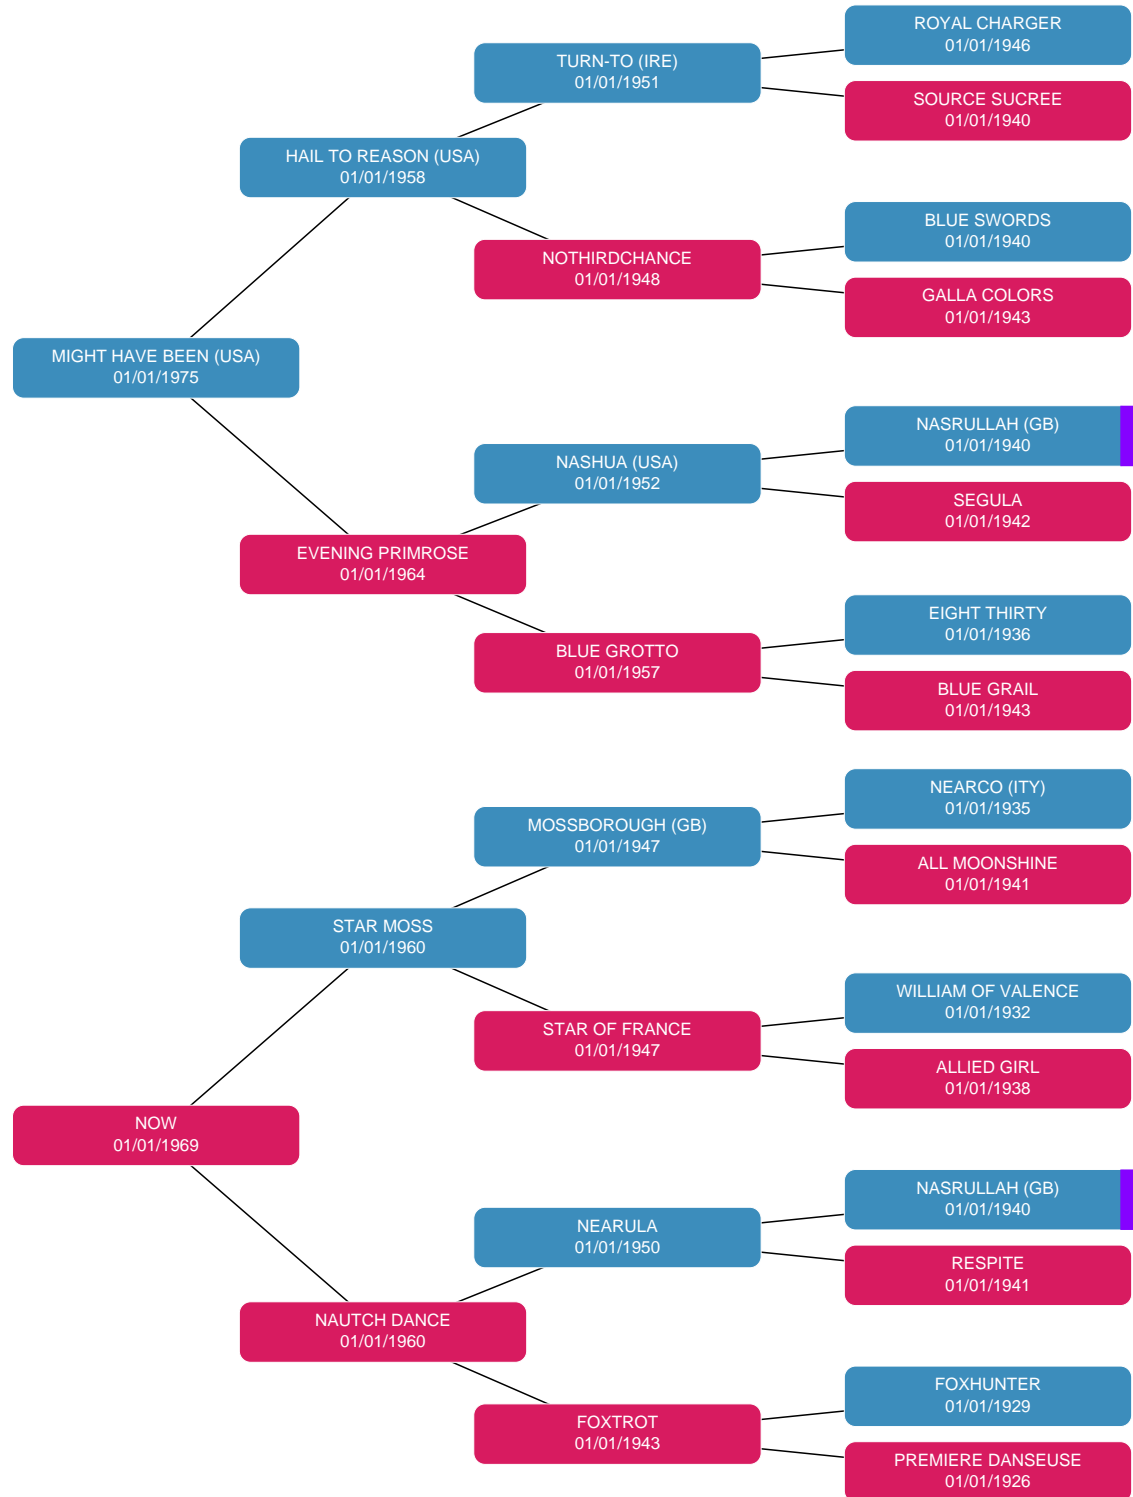 ROYAL CHARGER
01/01/1946
TURN-TO (IRE)
01/01/1951
SOURCE SUCREE
01/01/1940
HAIL TO REASON (USA)
01/01/1958
BLUE SWORDS
01/01/1940
NOTHIRDCHANCE
01/01/1948
GALLA COLORS
01/01/1943
MIGHT HAVE BEEN (USA)
01/01/1975
NASRULLAH (GB)
01/01/1940
NASHUA (USA)
01/01/1952
SEGULA
01/01/1942
EVENING PRIMROSE
01/01/1964
EIGHT THIRTY
01/01/1936
BLUE GROTTO
01/01/1957
BLUE GRAIL
01/01/1943
NEARCO (ITY)
01/01/1935
MOSSBOROUGH (GB)
01/01/1947
ALL MOONSHINE
01/01/1941
STAR MOSS
01/01/1960
WILLIAM OF VALENCE
01/01/1932
STAR OF FRANCE
01/01/1947
ALLIED GIRL
01/01/1938
NOW
01/01/1969
NASRULLAH (GB)
01/01/1940
NEARULA
01/01/1950
RESPITE
01/01/1941
NAUTCH DANCE
01/01/1960
FOXHUNTER
01/01/1929
FOXTROT
01/01/1943
PREMIERE DANSEUSE
01/01/1926